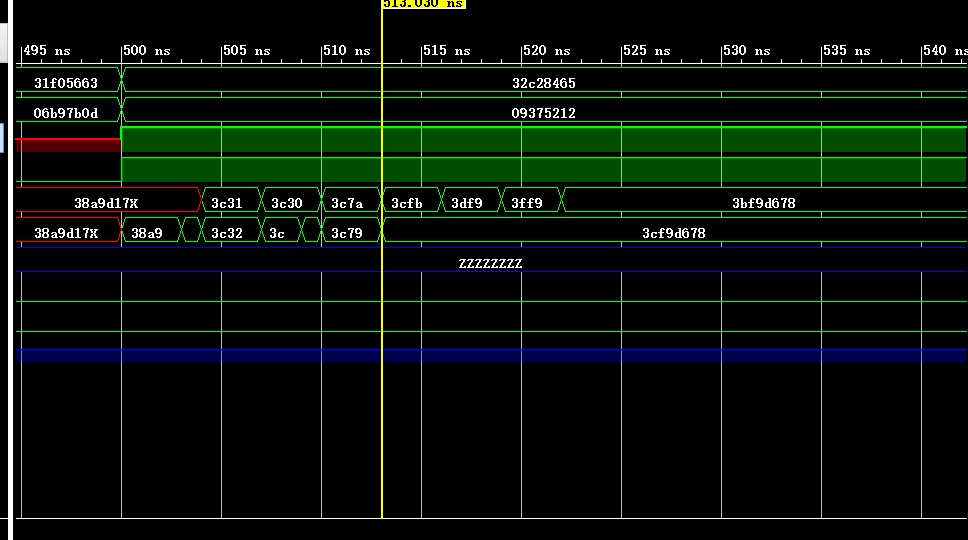 513.030 ns
495 ns 500 ns 505 ns 510 ns 515 ns 520 ns 525 ns 530 ns 535 ns 540 ns
31f05663 32c28465
06b97b0d 09375212
38a9d17X 3c31 3c30 3c7a 3cfb 3df9 3ff9 3bf9d678
38a9d17X 38a9 3c32 3c 3c79 3cf9d678
ZZZZZZZZ